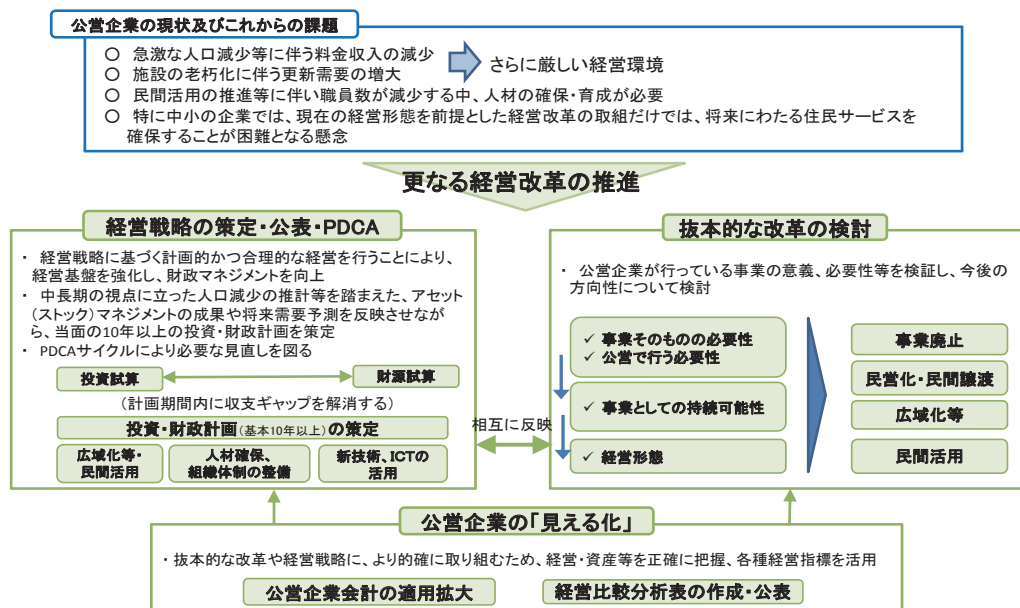 公営企業の現状及びこれからの課題
○ 急激な人口減少等に伴う料金収入の減少
○ 施設の老朽化に伴う更新需要の増大
さらに厳しい経営環境
○ 民間活用の推進等に伴い職員数が減少する中、人材の確保・育成が必要
○ 特に中小の企業では、現在の経営形態を前提とした経営改革の取組だけでは、将来にわたる住民サービスを
確保することが困難となる懸念
更なる経営改革の推進
経営戦略の策定・公表・PDCA
・ 経営戦略に基づく計画的かつ合理的な経営を行うことにより、
経営基盤を強化し、財政マネジメントを向上
・ 中長期の視点に立った人口減少の推計等を踏まえた、アセット
(ストック)マネジメントの成果や将来需要予測を反映させなが
ら、当面の10年以上の投資・財政計画を策定
・ PDCAサイクルにより必要な見直しを図る
投資試算
財源試算
(計画期間内に収支ギャップを解消する)
投資・財政計画(基本10年以上)の策定
広域化等・
民間活用
人材確保、
組織体制の整備
新技術、ICTの
活用
相互に反映
抜本的な改革の検討
・ 公営企業が行っている事業の意義、必要性等を検証し、今後の
方向性について検討
✓ 事業そのものの必要性
✓ 公営で行う必要性
✓ 事業としての持続可能性
✓ 経営形態
事業廃止
民営化・民間譲渡
広域化等
民間活用
公営企業の「見える化」
・抜本的な改革や経営戦略に、より的確に取り組むため、経営・資産等を正確に把握、各種経営指標を活用
公営企業会計の適用拡大
経営比較分析表の作成・公表